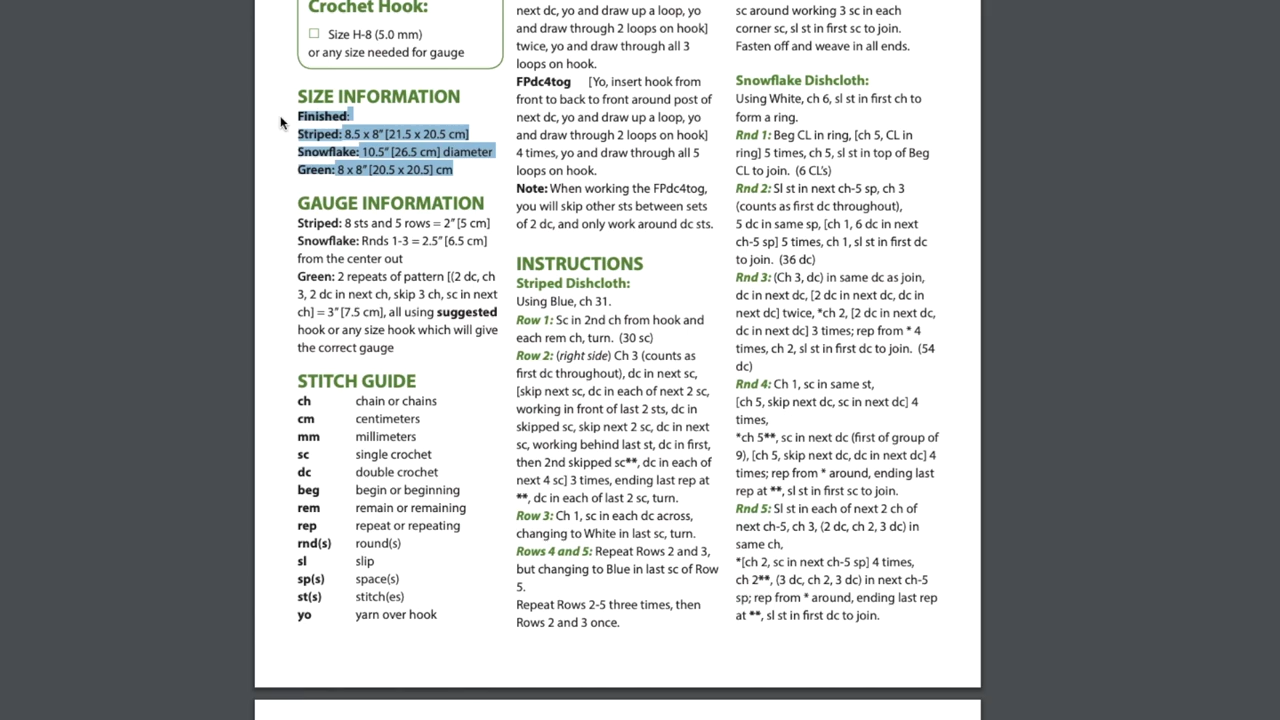 Crochet Hook:
☐ Size H-8 (5.0 mm)
or any size needed for gauge
SIZE INFORMATION
Finished:
Striped: 8.5 x 8” [21.5 x 20.5 cm]
Snowflake: 10.5” [26.5 cm] diameter
Green: 8 x 8” [20.5 x 20.5] cm
GAUGE INFORMATION
Striped: 8 sts and 5 rows = 2” [5 cm]
Snowflake: Rnds 1-3 = 2.5” [6.5 cm]
from the center out
Green: 2 repeats of pattern [(2 dc, ch
3, 2 dc in next ch, skip 3 ch, sc in next
ch] = 3” [7.5 cm], all using suggested
hook or any size hook which will give
the correct gauge
STITCH GUIDE
ch chain or chains
cm centimeters
mm millimeters
sc single crochet
dc double crochet
beg begin or beginning
rem remain or remaining
rep repeat or repeating
rnd(s) round(s)
sl slip
sp(s) space(s)
st(s) stitch(es)
yo yarn over hook
next dc, yo and draw up a loop, yo
and draw through 2 loops on hook]
twice, yo and draw through all 3
loops on hook.
FPdc4tog [Yo, insert hook from
front to back to front around post of
next dc, yo and draw up a loop, yo
and draw through 2 loops on hook]
4 times, yo and draw through all 5
loops on hook.
Note: When working the FPdc4tog,
you will skip other sts between sets
of 2 dc, and only work around dc sts.
INSTRUCTIONS
Striped Dishcloth:
Using Blue, ch 31.
Row 1: Sc in 2nd ch from hook and
each rem ch, turn. (30 sc)
Row 2: (right side) Ch 3 (counts as
first dc throughout), dc in next sc,
[skip next sc, dc in each of next 2 sc,
working in front of last 2 sts, dc in
skipped sc, skip next 2 sc, dc in next
sc, working behind last st, dc in first,
then 2nd skipped sc**, dc in each of
next 4 sc] 3 times, ending last rep at
**, dc in each of last 2 sc, turn.
Row 3: Ch 1, sc in each dc across,
changing to White in last sc, turn.
Rows 4 and 5: Repeat Rows 2 and 3,
but changing to Blue in last sc of Row
5.
Repeat Rows 2-5 three times, then
Rows 2 and 3 once.
sc around working 3 sc in each
corner sc, sl st in first sc to join.
Fasten off and weave in all ends.
Snowflake Dishcloth:
Using White, ch 6, sl st in first ch to
form a ring.
Rnd 1: Beg CL in ring, [ch 5, CL in
ring] 5 times, ch 5, sl st in top of Beg
CL to join. (6 CL’s)
Rnd 2: Sl st in next ch-5 sp, ch 3
(counts as first dc throughout),
5 dc in same sp, [ch 1, 6 dc in next
ch-5 sp] 5 times, ch 1, sl st in first dc
to join. (36 dc)
Rnd 3: (Ch 3, dc) in same dc as join,
dc in next dc, [2 dc in next dc, dc in
next dc] twice, *ch 2, [2 dc in next dc,
dc in next dc] 3 times; rep from * 4
times, ch 2, sl st in first dc to join. (54
dc)
Rnd 4: Ch 1, sc in same st,
[ch 5, skip next dc, sc in next dc] 4
times,
*ch 5**, sc in next dc (first of group of
9), [ch 5, skip next dc, dc in next dc] 4
times; rep from * around, ending last
rep at **, sl st in first sc to join.
Rnd 5: Sl st in each of next 2 ch of
next ch-5, ch 3, (2 dc, ch 2, 3 dc) in
same ch,
*[ch 2, sc in next ch-5 sp] 4 times,
ch 2**, (3 dc, ch 2, 3 dc) in next ch-5
sp; rep from * around, ending last rep
at **, sl st in first dc to join.